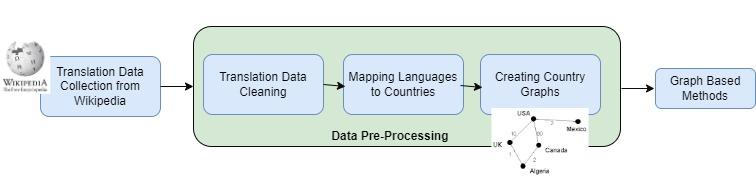 WIKIPEDIA
The Free Encyclopedia
Translation Data
Collection from
Wikipedia
Translation Data
Cleaning
Mapping Languages
to Countries
Creating Country
Graphs
Data Pre-Processing
USA
3
Mexico
10
60
UK
Canada
1
2
Algeria
Graph Based
Methods